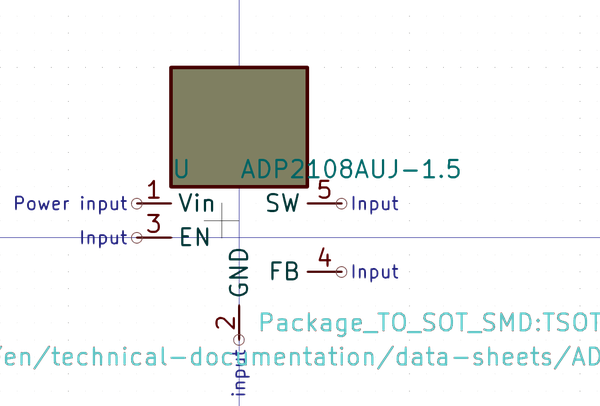 U ADP2108AUJ-1.5
Power input 1 Vin SW 5 Input
Input 3 EN
GND FB 4 Input
2 Package_TO_SOT_SMD:TSOT
/en/technical-documentation/data-sheets/AD
input